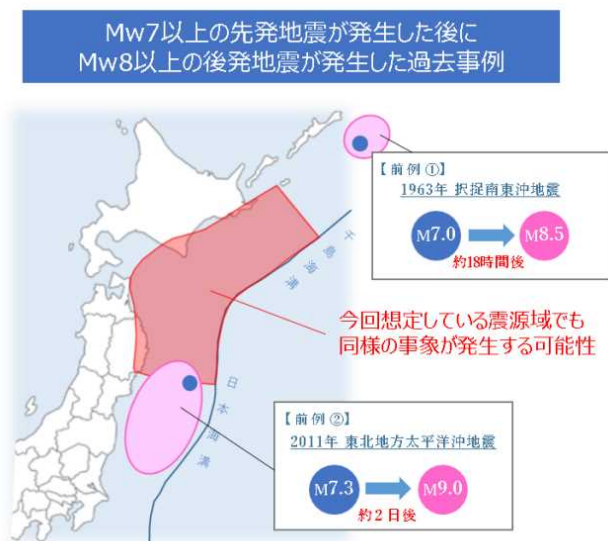 Mw7以上の先発地震が発生した後に
Mw8以上の後発地震が発生した過去事例
【前例①】
1963年 択捉南東沖地震
M7.0
M8.5
約18時間後
千島海溝
今回想定している震源域でも
同様の事象が発生する可能性
日本海溝
【前例②】
2011年 東北地方太平洋沖地震
M7.3
M9.0
約2日後